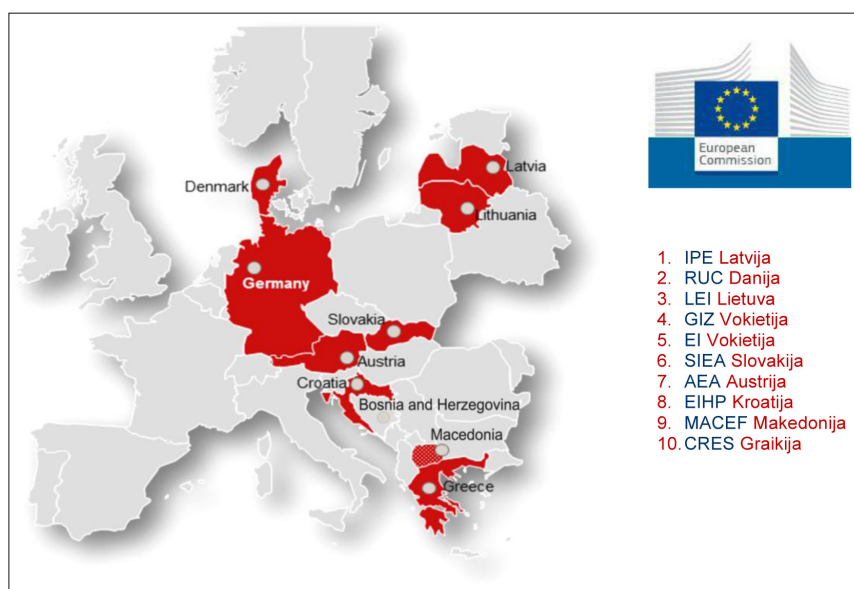 Latvia
Denmark
Lithuania
Germany
Slovakia
Austria
Croatia
Bosnia and Herzegovina
Macedonia
Greece
European
Commission
1. IPE Latvija
2. RUC Danija
3. LEI Lietuva
4. GIZ Vokietija
5. EI Vokietija
6. SIEA Slovakija
7. AEA Austrija
8. EIHP Kroatija
9. MACEF Makedonija
10. CRES Graikija